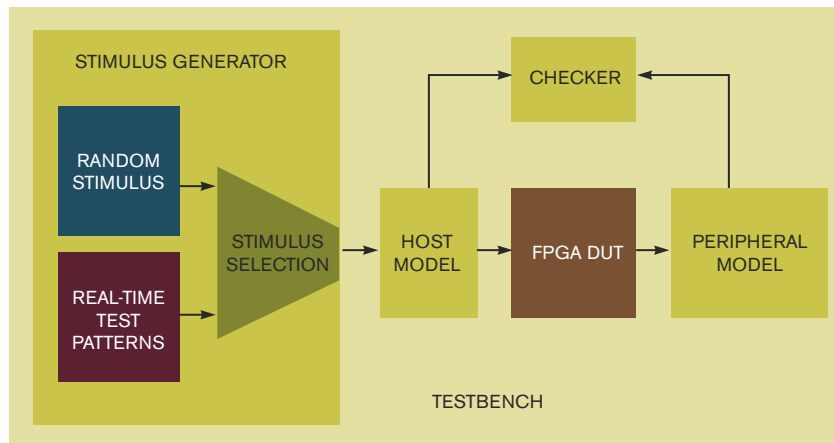 STIMULUS GENERATOR
RANDOM
STIMULUS
REAL-TIME
TEST
PATTERNS
STIMULUS
SELECTION
HOST
MODEL
CHECKER
FPGA DUT
PERIPHERAL
MODEL
TESTBENCH